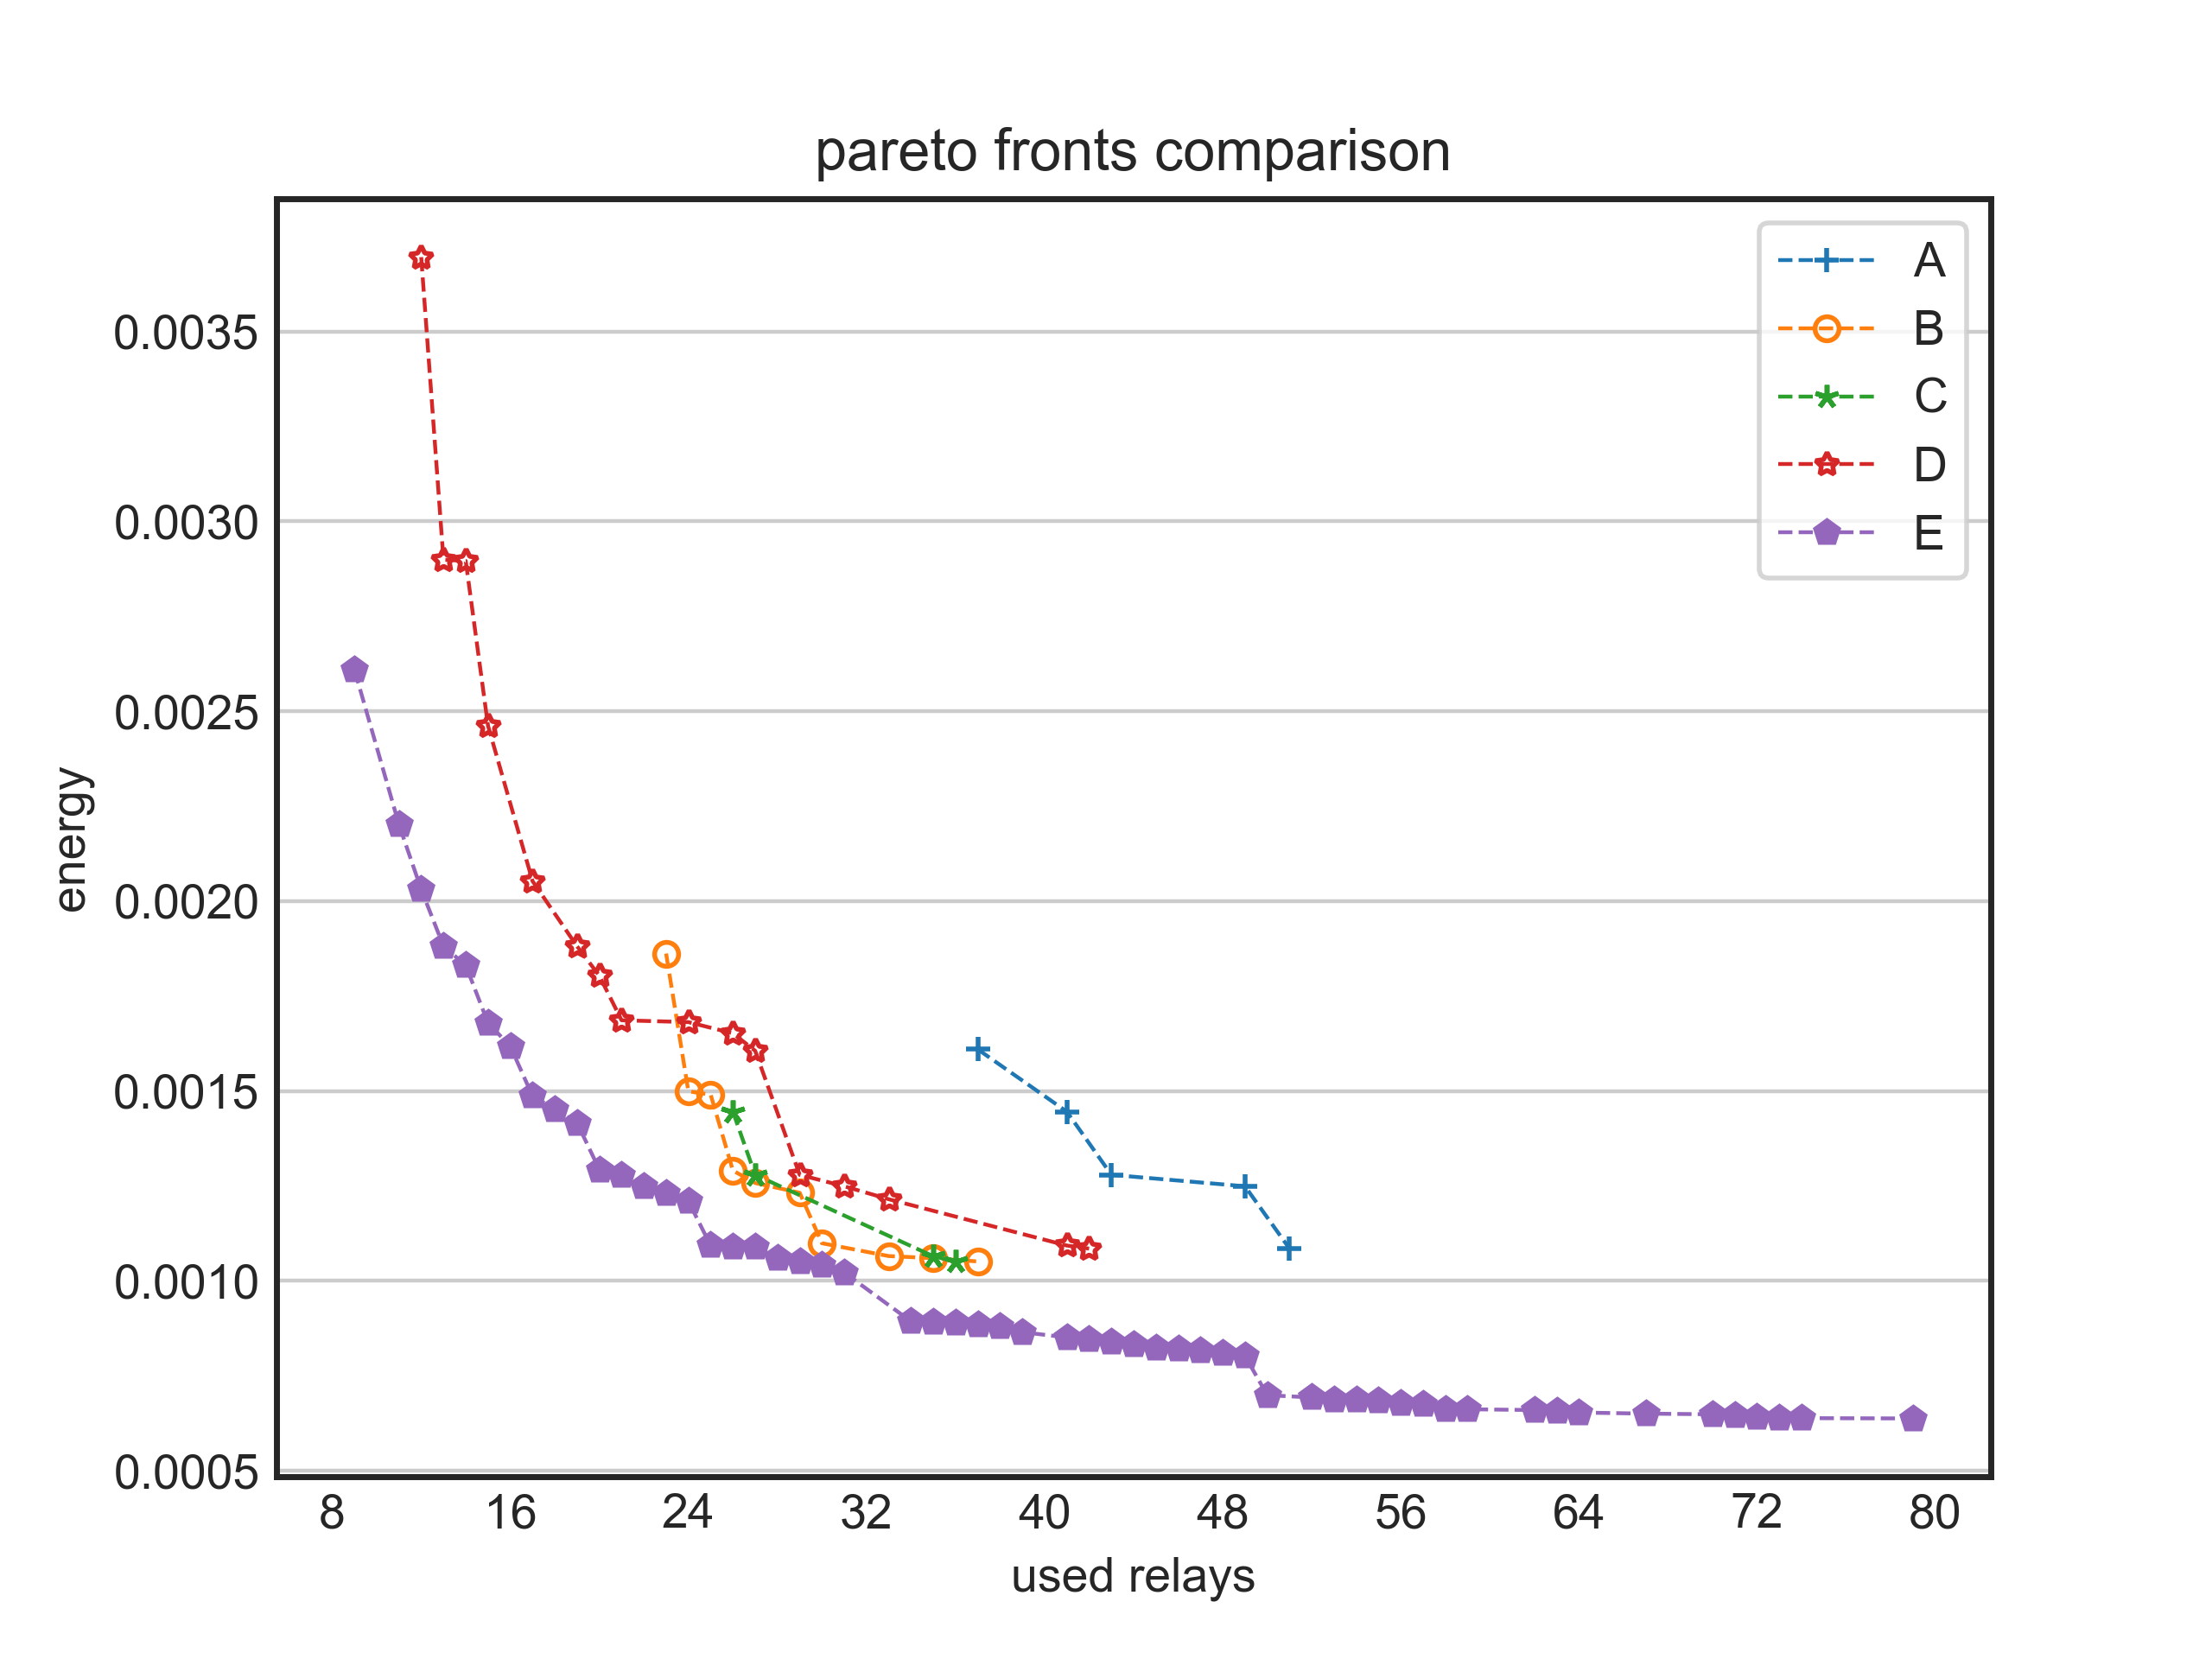 pareto fronts comparison
A
B
C
D
E
0.0035
0.0030
0.0025
0.0020
0.0015
0.0010
0.0005
energy
8 16 24 32 40 48 56 64 72 80
used relays